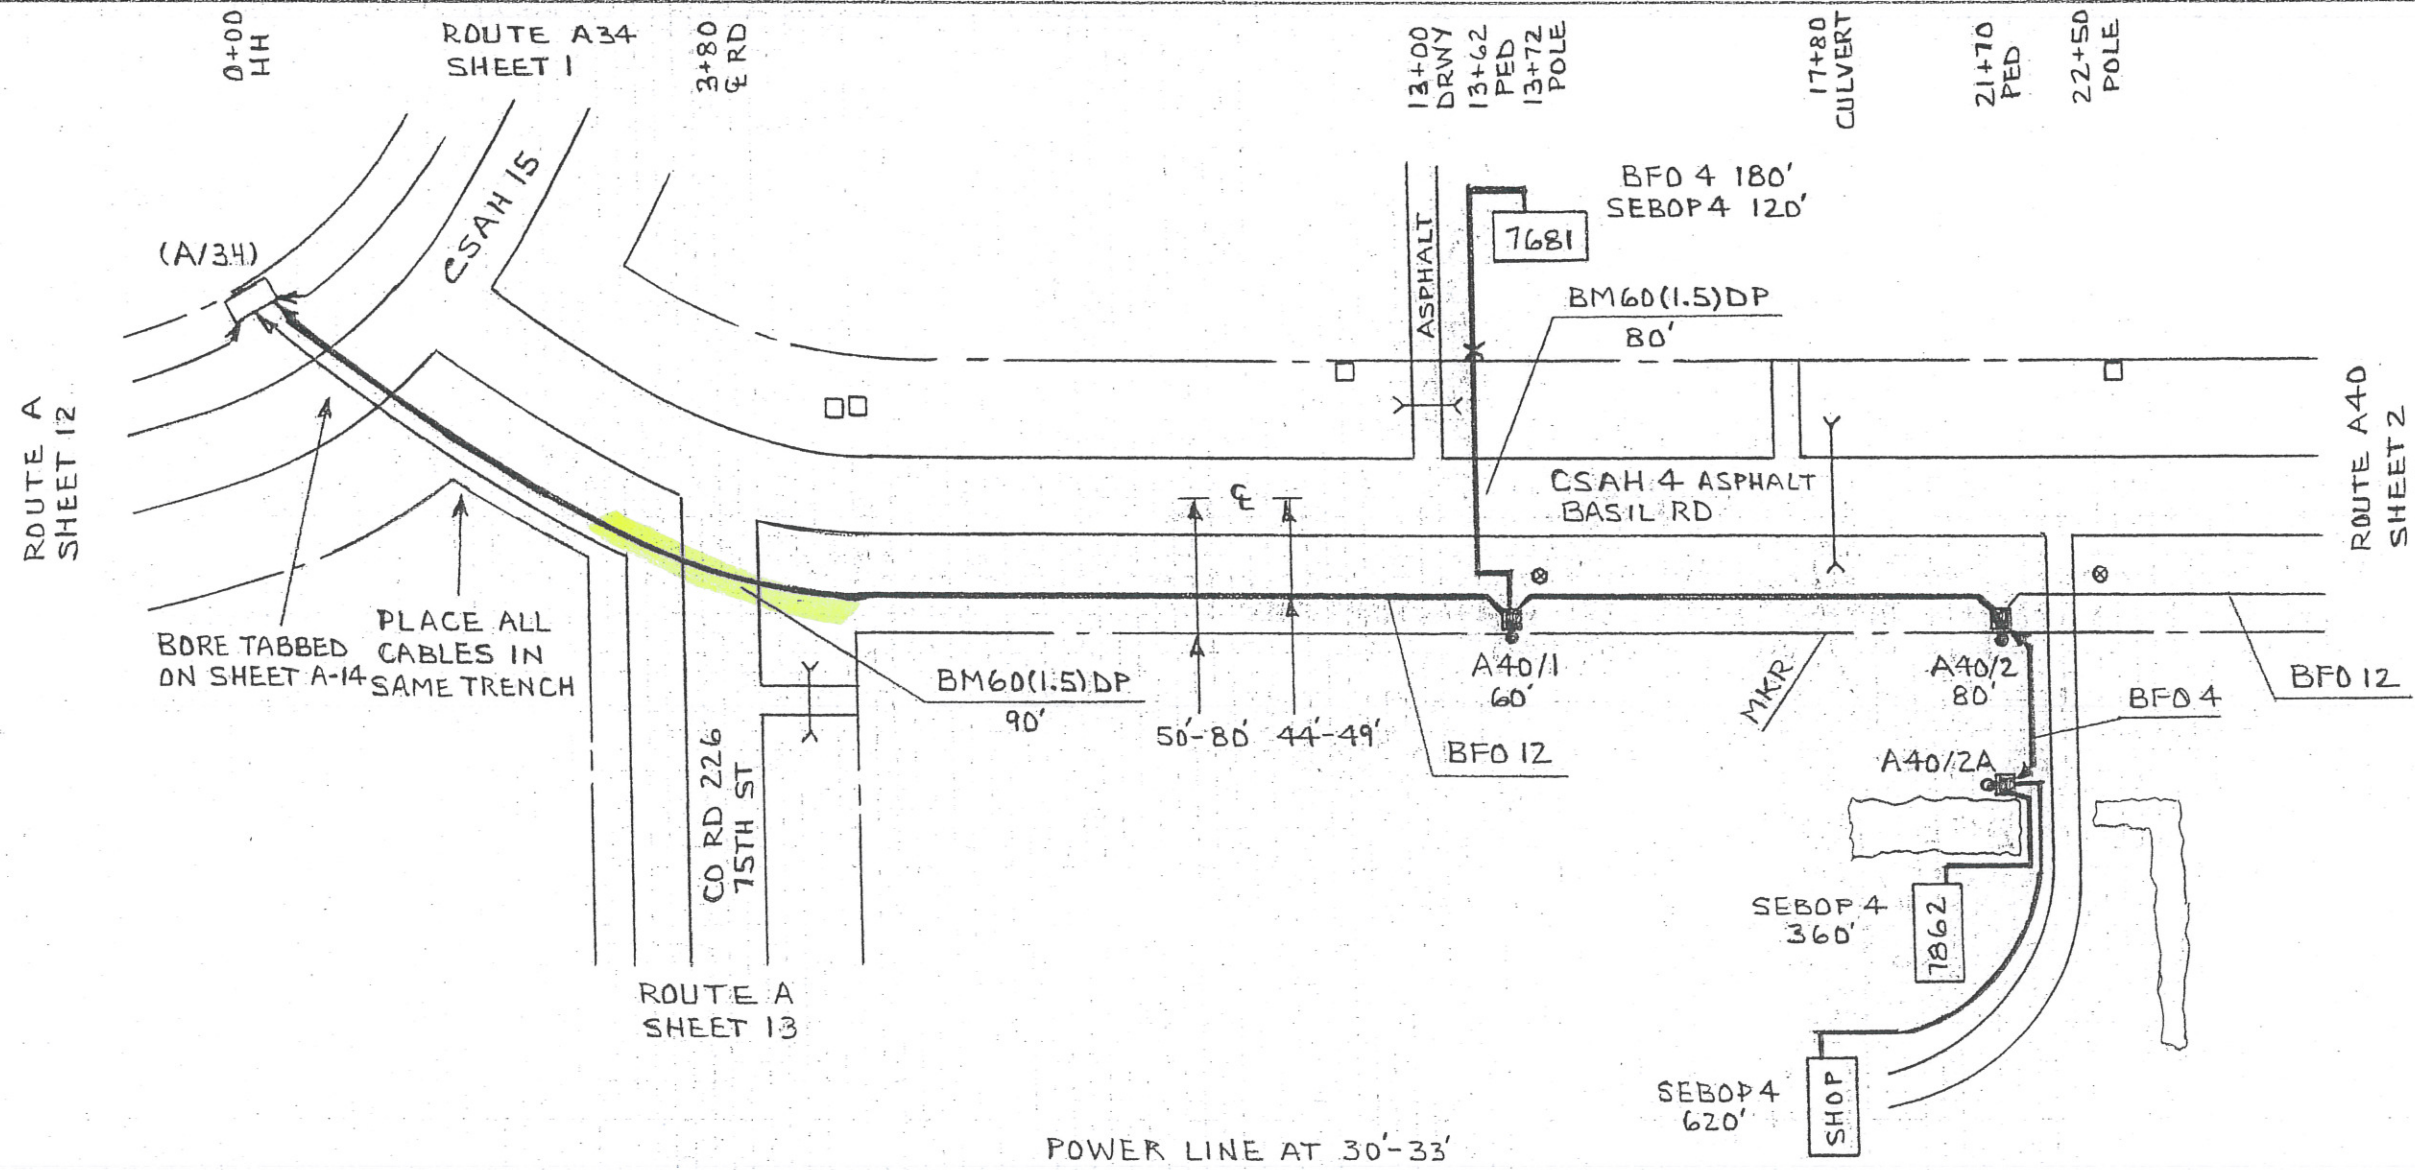 0+00
HH
ROUTE A34
SHEET 1
3+80
℄ RD
13+00
DRWY
13+62
PED
13+72
POLE
17+80
CULVERT
21+70
PED
22+50
POLE
CSAH 15
(A/34)
ASPHALT
7681
BFO 4 180'
SEBOP4 120'
BM60(1.5)DP
80'
ROUTE A
SHEET 12
ROUTE A40
SHEET 2
℄
CSAH 4 ASPHALT
BASIL RD
BORE TABBED
ON SHEET A-14
PLACE ALL
CABLES IN
SAME TRENCH
BM60(1.5)DP
90'
50'-80'
44'-49'
BFO 12
A40/1
60'
MKR
A40/2
80'
BFO 4
BFO 12
A40/2A
CO RD 226
75TH ST
SEBOP 4
360'
7862
ROUTE A
SHEET 13
SEBOP4
620'
SHOP
POWER LINE AT 30'-33'